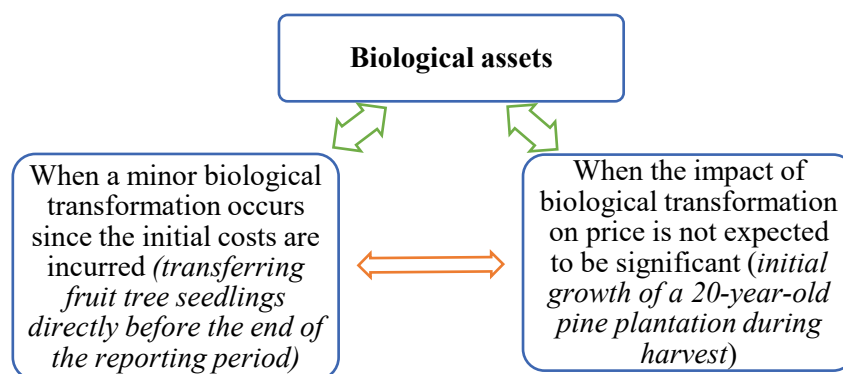 Biological assets
When a minor biological
transformation occurs
since the initial costs are
incurred (transferring
fruit tree seedlings
directly before the end of
the reporting period)
When the impact of
biological transformation
on price is not expected
to be significant (initial
growth of a 20-year-old
pine plantation during
harvest)